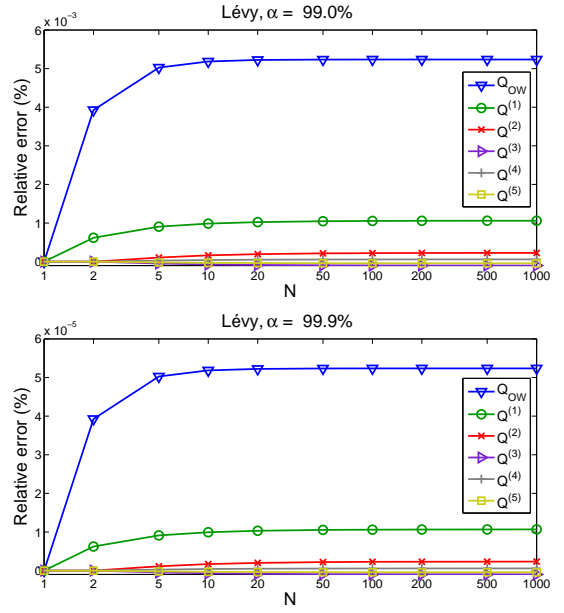 Lévy, α = 99.0%
x 10⁻³
Relative error (%)
6
5
4
3
2
1
0
1 2 5 10 20 50 100 200 500 1000
N
Q_OW
Q⁽¹⁾
Q⁽²⁾
Q⁽³⁾
Q⁽⁴⁾
Q⁽⁵⁾
Lévy, α = 99.9%
x 10⁻⁵
Relative error (%)
6
5
4
3
2
1
0
1 2 5 10 20 50 100 200 500 1000
N
Q_OW
Q⁽¹⁾
Q⁽²⁾
Q⁽³⁾
Q⁽⁴⁾
Q⁽⁵⁾